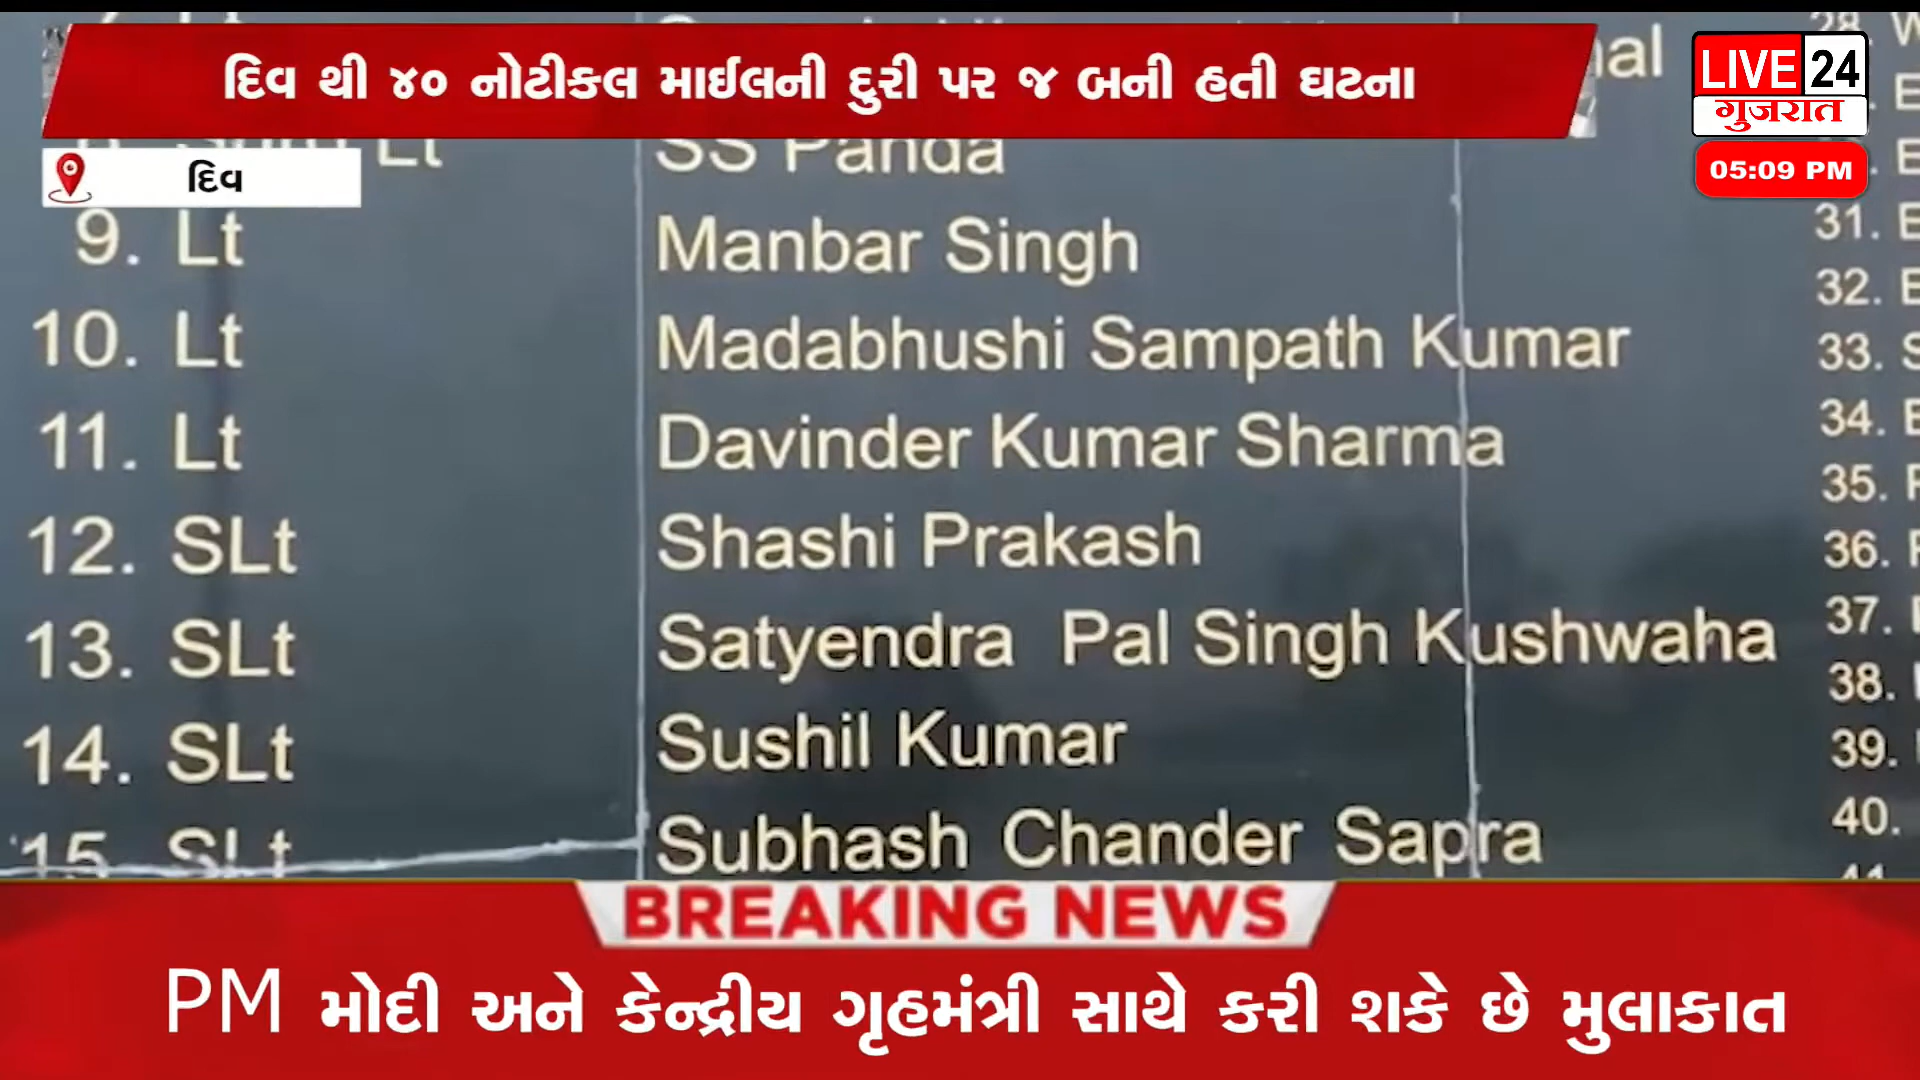 દિવ થી ૪૦ નોટીકલ માઈલની દુરી પર જ બની હતી ઘટના
LIVE 24
ગુજરાત
05:09 PM
દિવ
SS Panda
9. Lt Manbar Singh
10. Lt Madabhushi Sampath Kumar
11. Lt Davinder Kumar Sharma
12. SLt Shashi Prakash
13. SLt Satyendra Pal Singh Kushwaha
14. SLt Sushil Kumar
15. SLt Subhash Chander Sapra
31.
32.
33.
34.
35.
36.
37.
38.
39.
40.
BREAKING NEWS
PM મોદી અને કેન્દ્રીય ગૃહમંત્રી સાથે કરી શકે છે મુલાકાત